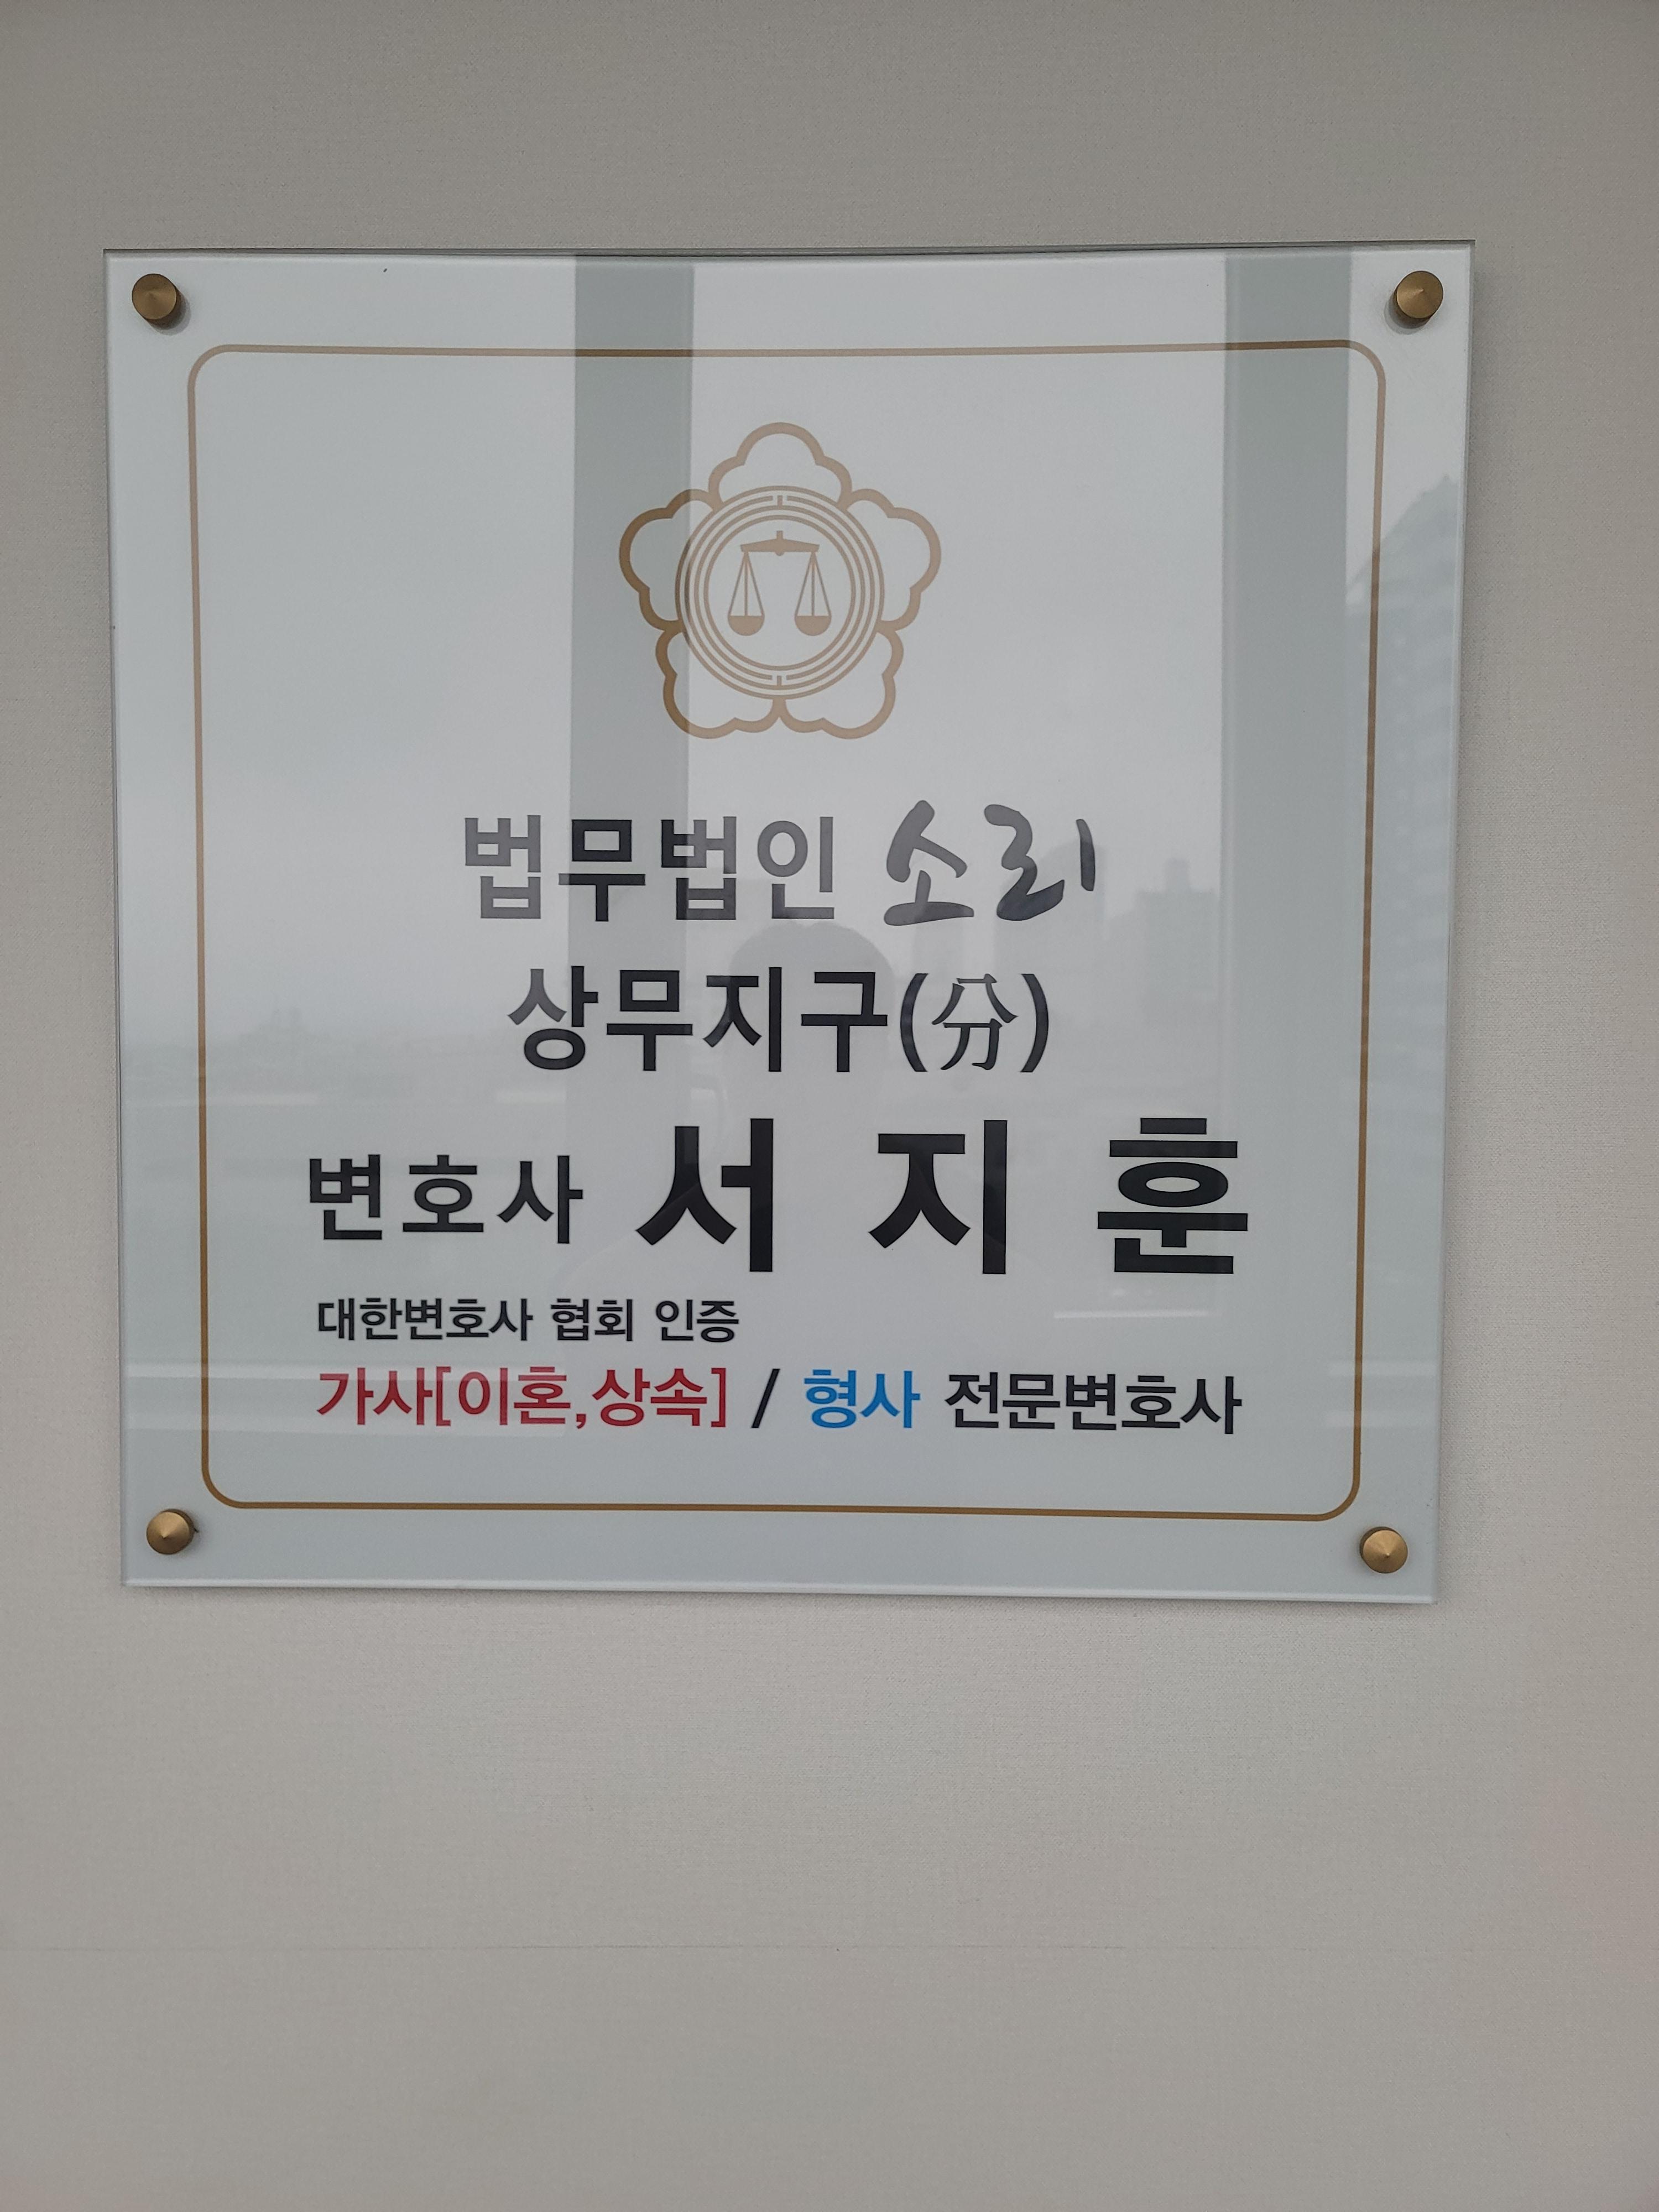 법무법인 소리
상무지구(分)
변호사 서지훈
대한변호사 협회 인증
가사[이혼,상속] / 형사 전문변호사